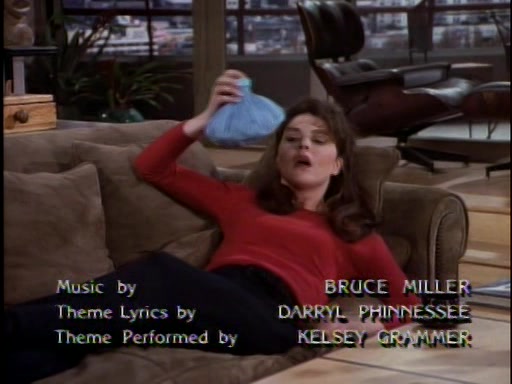 Music by BRUCE MILLER
Theme Lyrics by DARRYL PHINNESSEE
Theme Performed by KELSEY GRAMMER